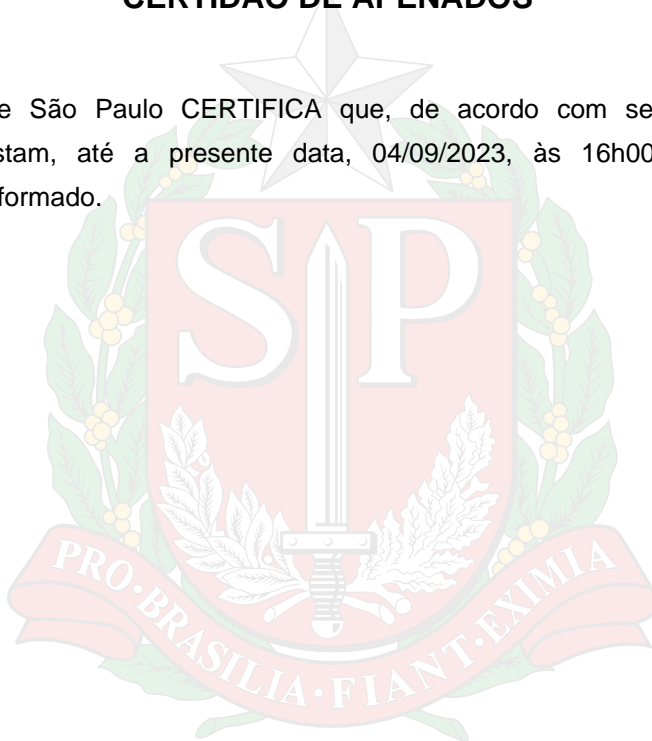 CERTIDÃO DE APENADOS
e São Paulo CERTIFICA que, de acordo com se
stam, até a presente data, 04/09/2023, às 16h00
formado.
SP
PRO·BRASILIA·FIANT·EXIMIA